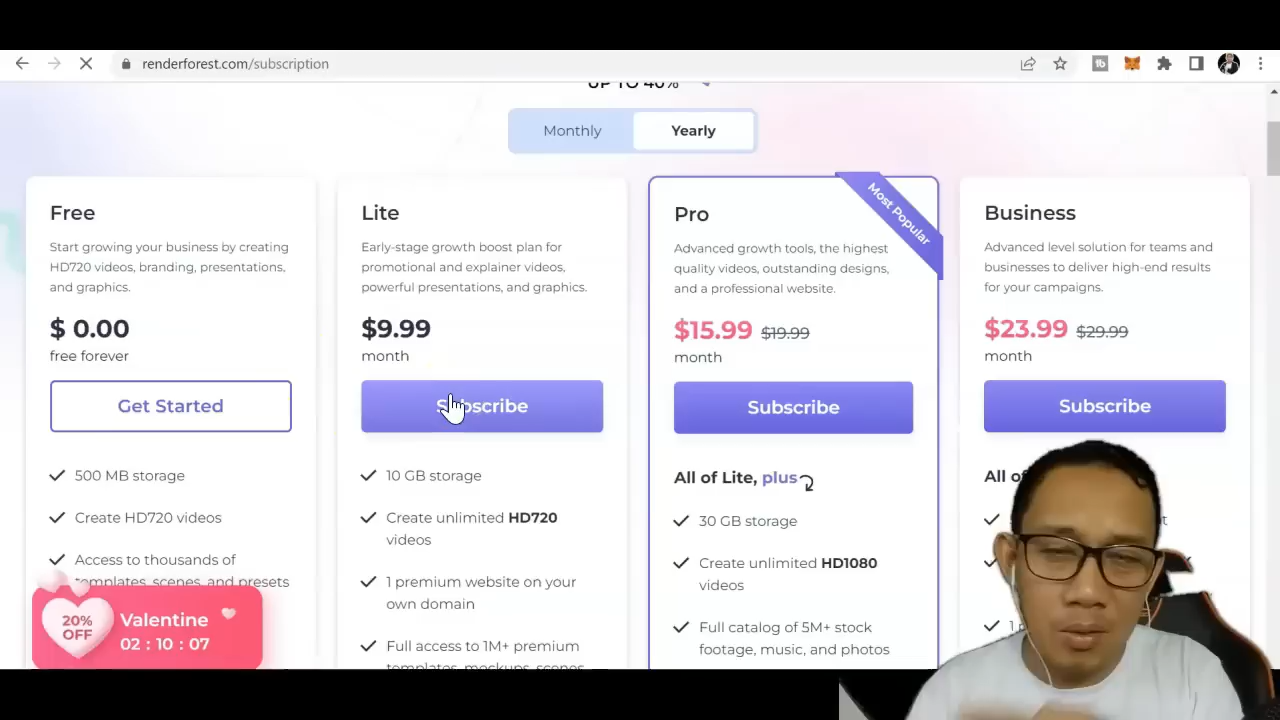 renderforest.com/subscription
UP TO 40%
Monthly
Yearly
Free
Start growing your business by creating
HD720 videos, branding, presentations,
and graphics.
$ 0.00
free forever
Get Started
500 MB storage
Create HD720 videos
Access to thousands of
templates, scenes, and presets
20%
OFF
Valentine
02 : 10 : 07
Lite
Early-stage growth boost plan for
promotional and explainer videos,
powerful presentations, and graphics.
$9.99
month
Subscribe
10 GB storage
Create unlimited HD720
videos
1 premium website on your
own domain
Full access to 1M+ premium
templates, mockups, scenes
Most Popular
Pro
Advanced growth tools, the highest
quality videos, outstanding designs,
and a professional website.
$15.99 $19.99
month
Subscribe
All of Lite, plus
30 GB storage
Create unlimited HD1080
videos
Full catalog of 5M+ stock
footage, music, and photos
Business
Advanced level solution for teams and
businesses to deliver high-end results
for your campaigns.
$23.99 $29.99
month
Subscribe
All